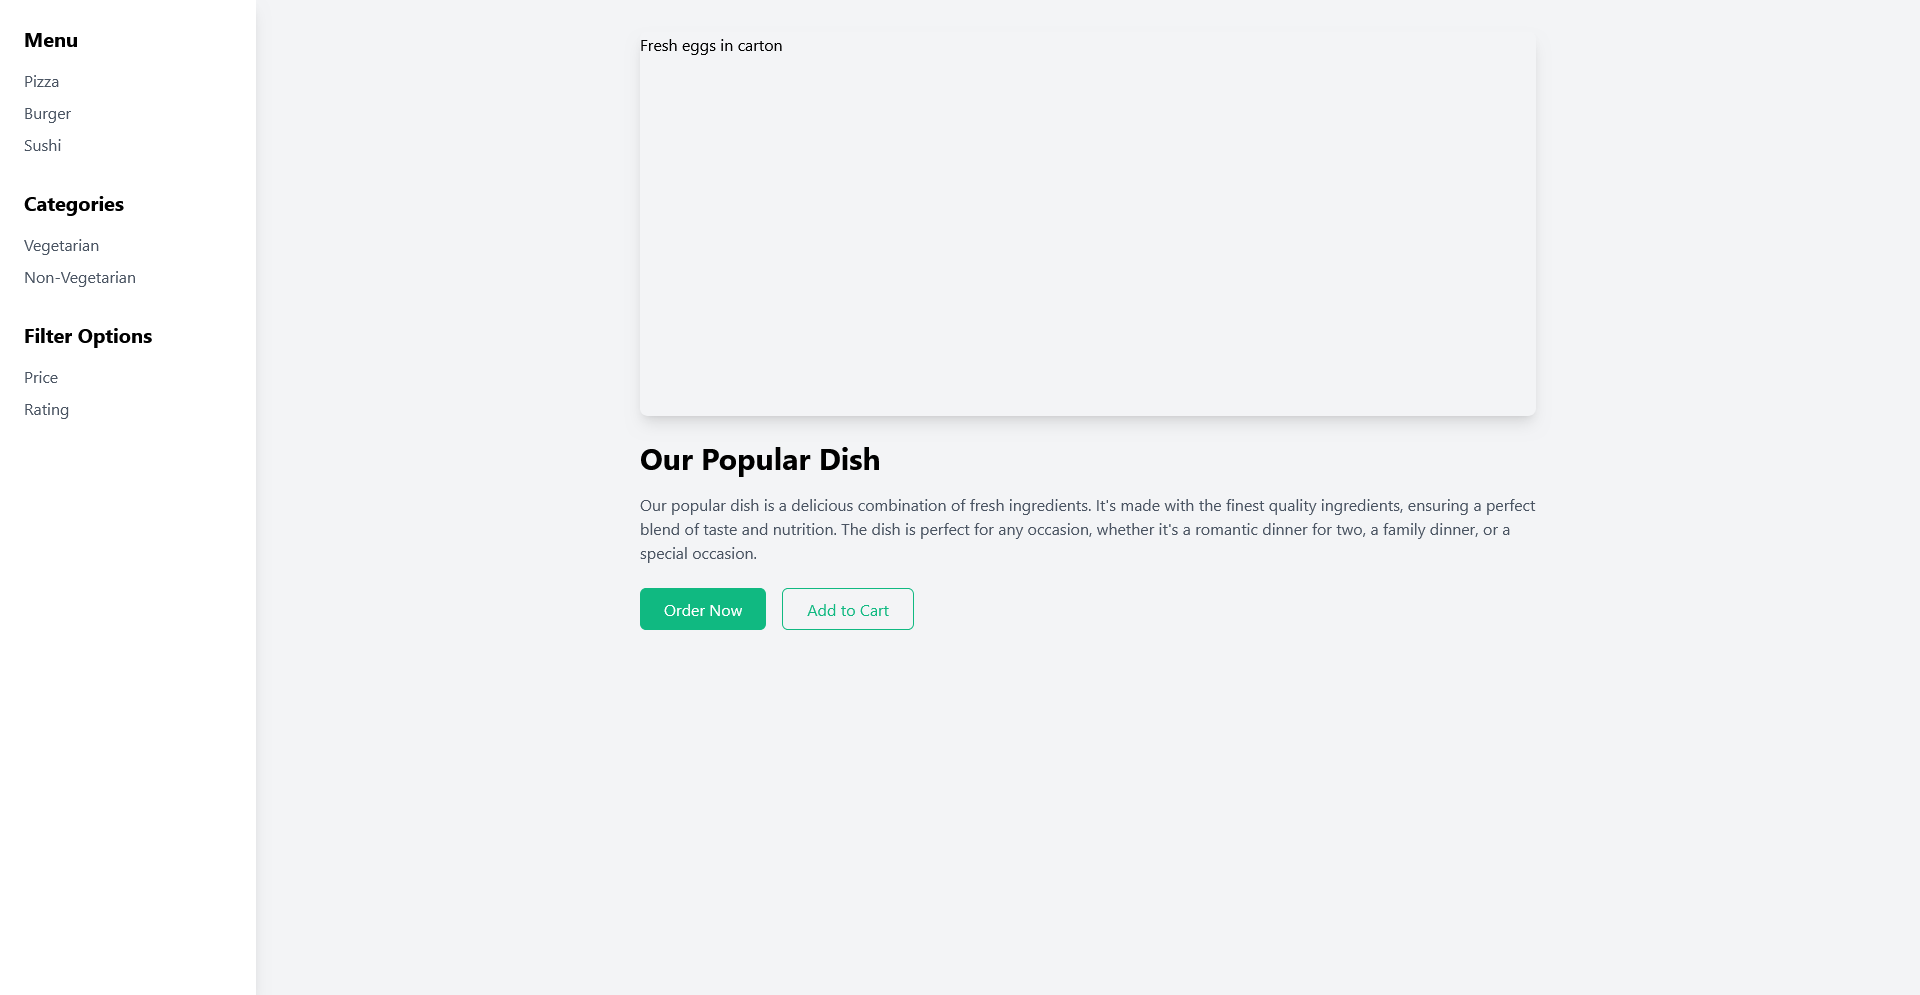 Menu
Pizza
Burger
Sushi
Categories
Vegetarian
Non-Vegetarian
Filter Options
Price
Rating
Fresh eggs in carton
Our Popular Dish
Our popular dish is a delicious combination of fresh ingredients. It's made with the finest quality ingredients, ensuring a perfect
blend of taste and nutrition. The dish is perfect for any occasion, whether it's a romantic dinner for two, a family dinner, or a
special occasion.
Order Now
Add to Cart